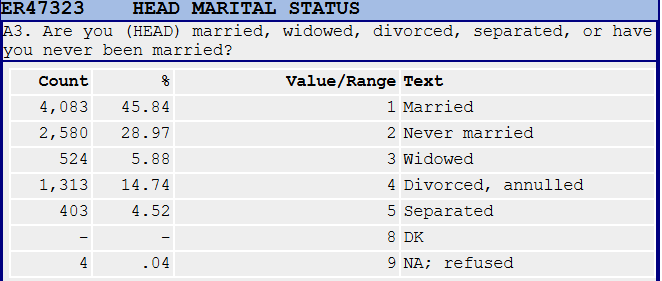 ER47323 HEAD MARITAL STATUS
A3. Are you (HEAD) married, widowed, divorced, separated, or have
you never been married?
Count % Value/Range Text
4,083 45.84 1 Married
2,580 28.97 2 Never married
524 5.88 3 Widowed
1,313 14.74 4 Divorced, annulled
403 4.52 5 Separated
– – 8 DK
4 .04 9 NA; refused